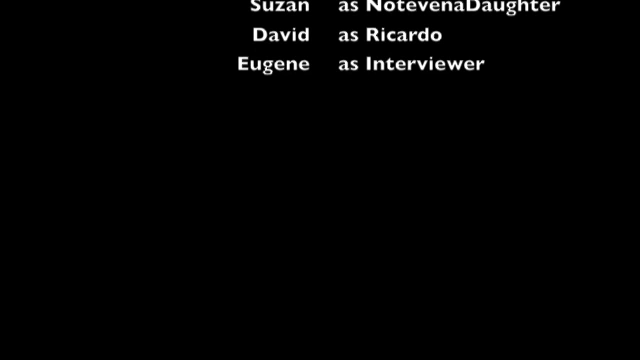 Suzan as NotevenaDaughter
David as Ricardo
Eugene as Interviewer